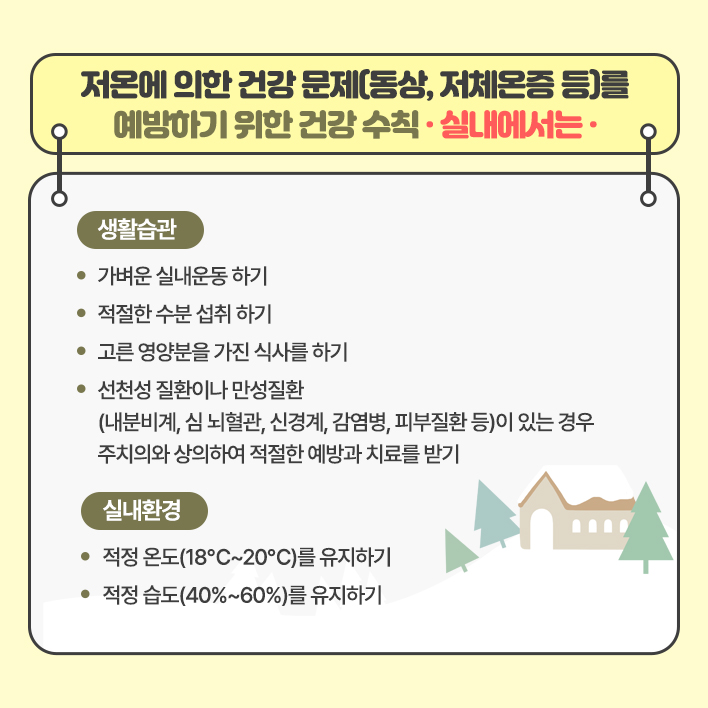 저온에 의한 건강 문제(동상, 저체온증 등)를
예방하기 위한 건강 수칙 · 실내에서는 ·
생활습관
• 가벼운 실내운동 하기
• 적절한 수분 섭취 하기
• 고른 영양분을 가진 식사를 하기
• 선천성 질환이나 만성질환
(내분비계, 심 뇌혈관, 신경계, 감염병, 피부질환 등)이 있는 경우
주치의와 상의하여 적절한 예방과 치료를 받기
실내환경
• 적정 온도(18°C~20°C)를 유지하기
• 적정 습도(40%~60%)를 유지하기